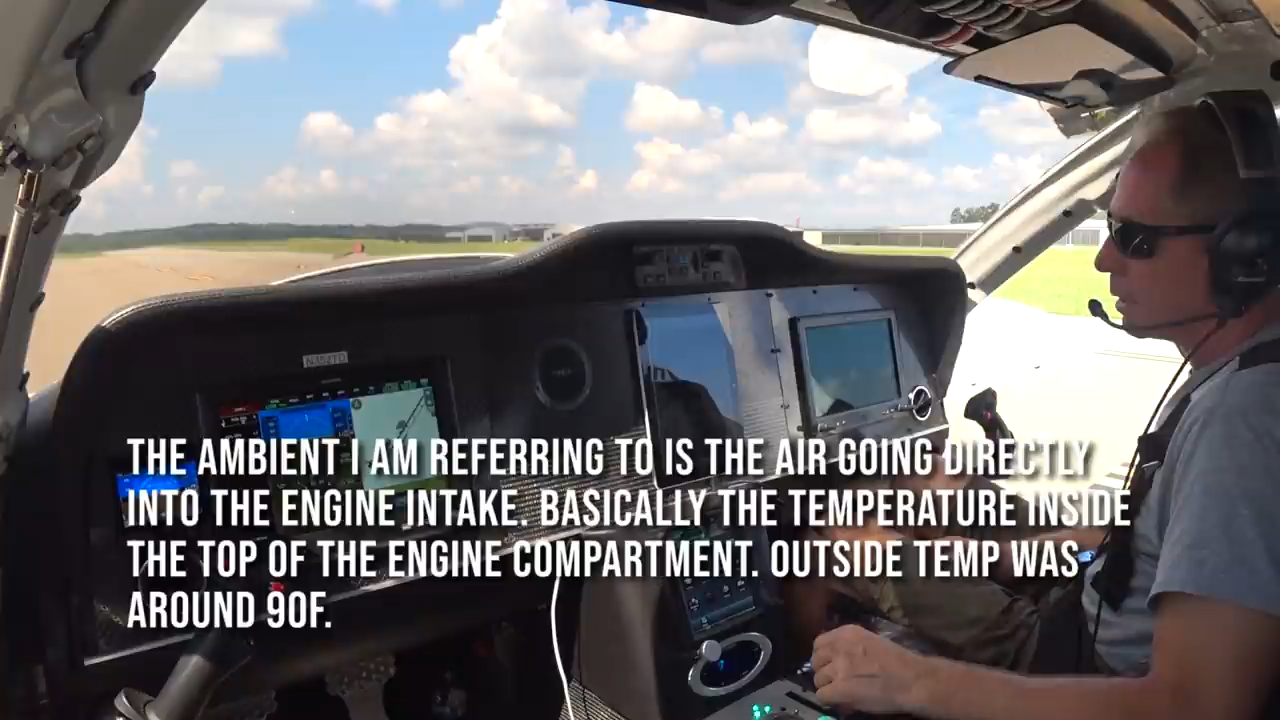 N352TD
THE AMBIENT I AM REFERRING TO IS THE AIR GOING DIRECTLY
INTO THE ENGINE INTAKE. BASICALLY THE TEMPERATURE INSIDE
THE TOP OF THE ENGINE COMPARTMENT. OUTSIDE TEMP WAS
AROUND 90F.